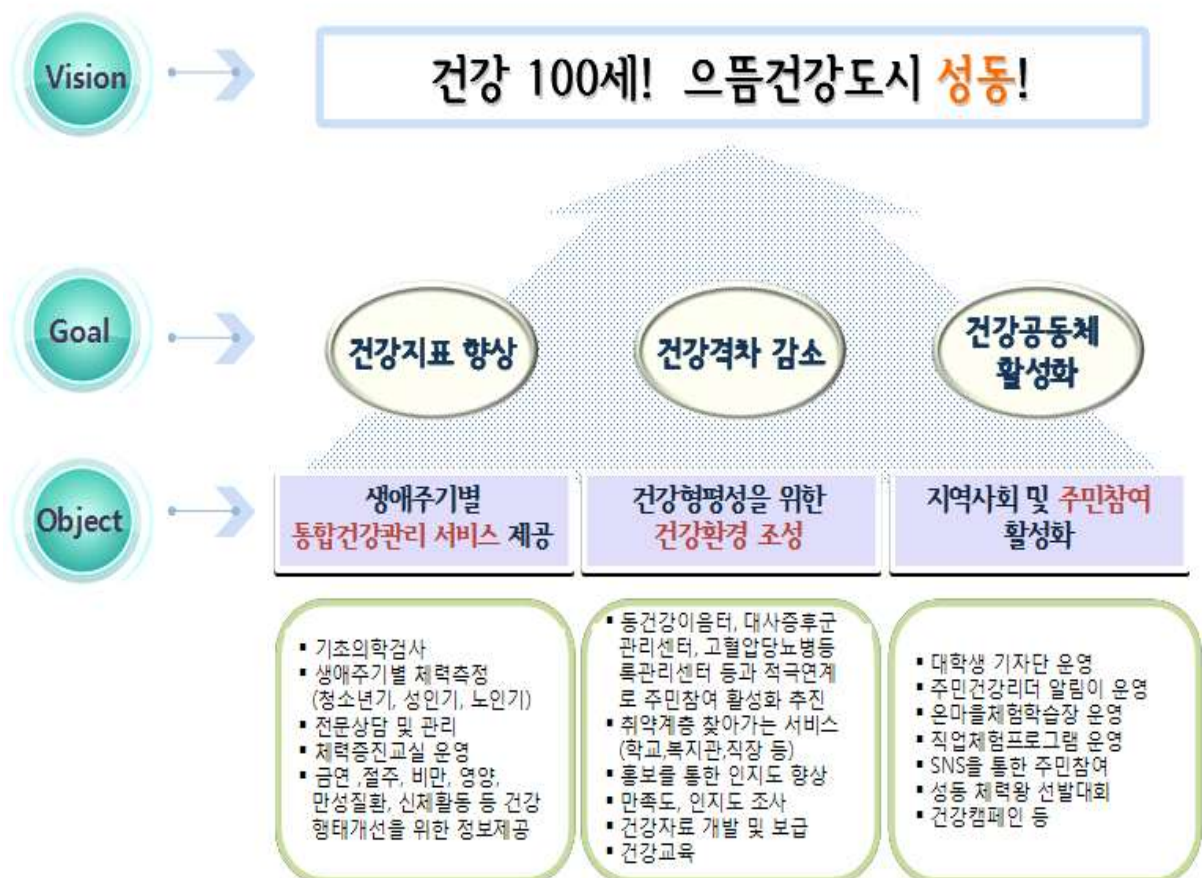 Vision
건강 100세! 으뜸건강도시 성동!
Goal
건강지표 향상
건강격차 감소
건강공동체
활성화
Object
생애주기별
통합건강관리 서비스 제공
건강형평성을 위한
건강환경 조성
지역사회 및 주민참여
활성화
▪ 기초의학검사
▪ 생애주기별 체력측정
(청소년기, 성인기, 노인기)
▪ 전문상담 및 관리
▪ 체력증진교실 운영
▪ 금연 ,절주, 비만, 영양,
만성질환, 신체활동 등 건강
행태개선을 위한 정보제공
▪ 동건강이음터, 대사증후군
관리센터, 고혈압당뇨병등
록관리센터 등과 적극연계
로 주민참여 활성화 추진
▪ 취약계층 찾아가는 서비스
(학교,복지관,직장 등)
▪ 홍보를 통한 인지도 향상
▪ 만족도, 인지도 조사
▪ 건강자료 개발 및 보급
▪ 건강교육
▪ 대학생 기자단 운영
▪ 주민건강리더 알림이 운영
▪ 온마을체험학습장 운영
▪ 직업체험프로그램 운영
▪ SNS을 통한 주민참여
▪ 성동 체력왕 선발대회
▪ 건강캠페인 등